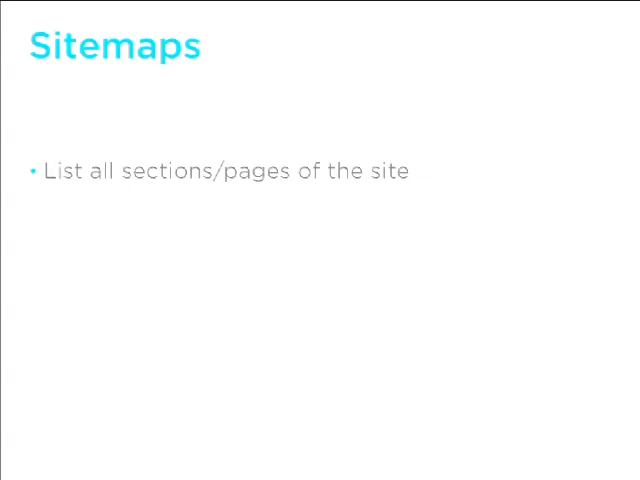 Sitemaps
• List all sections/pages of the site